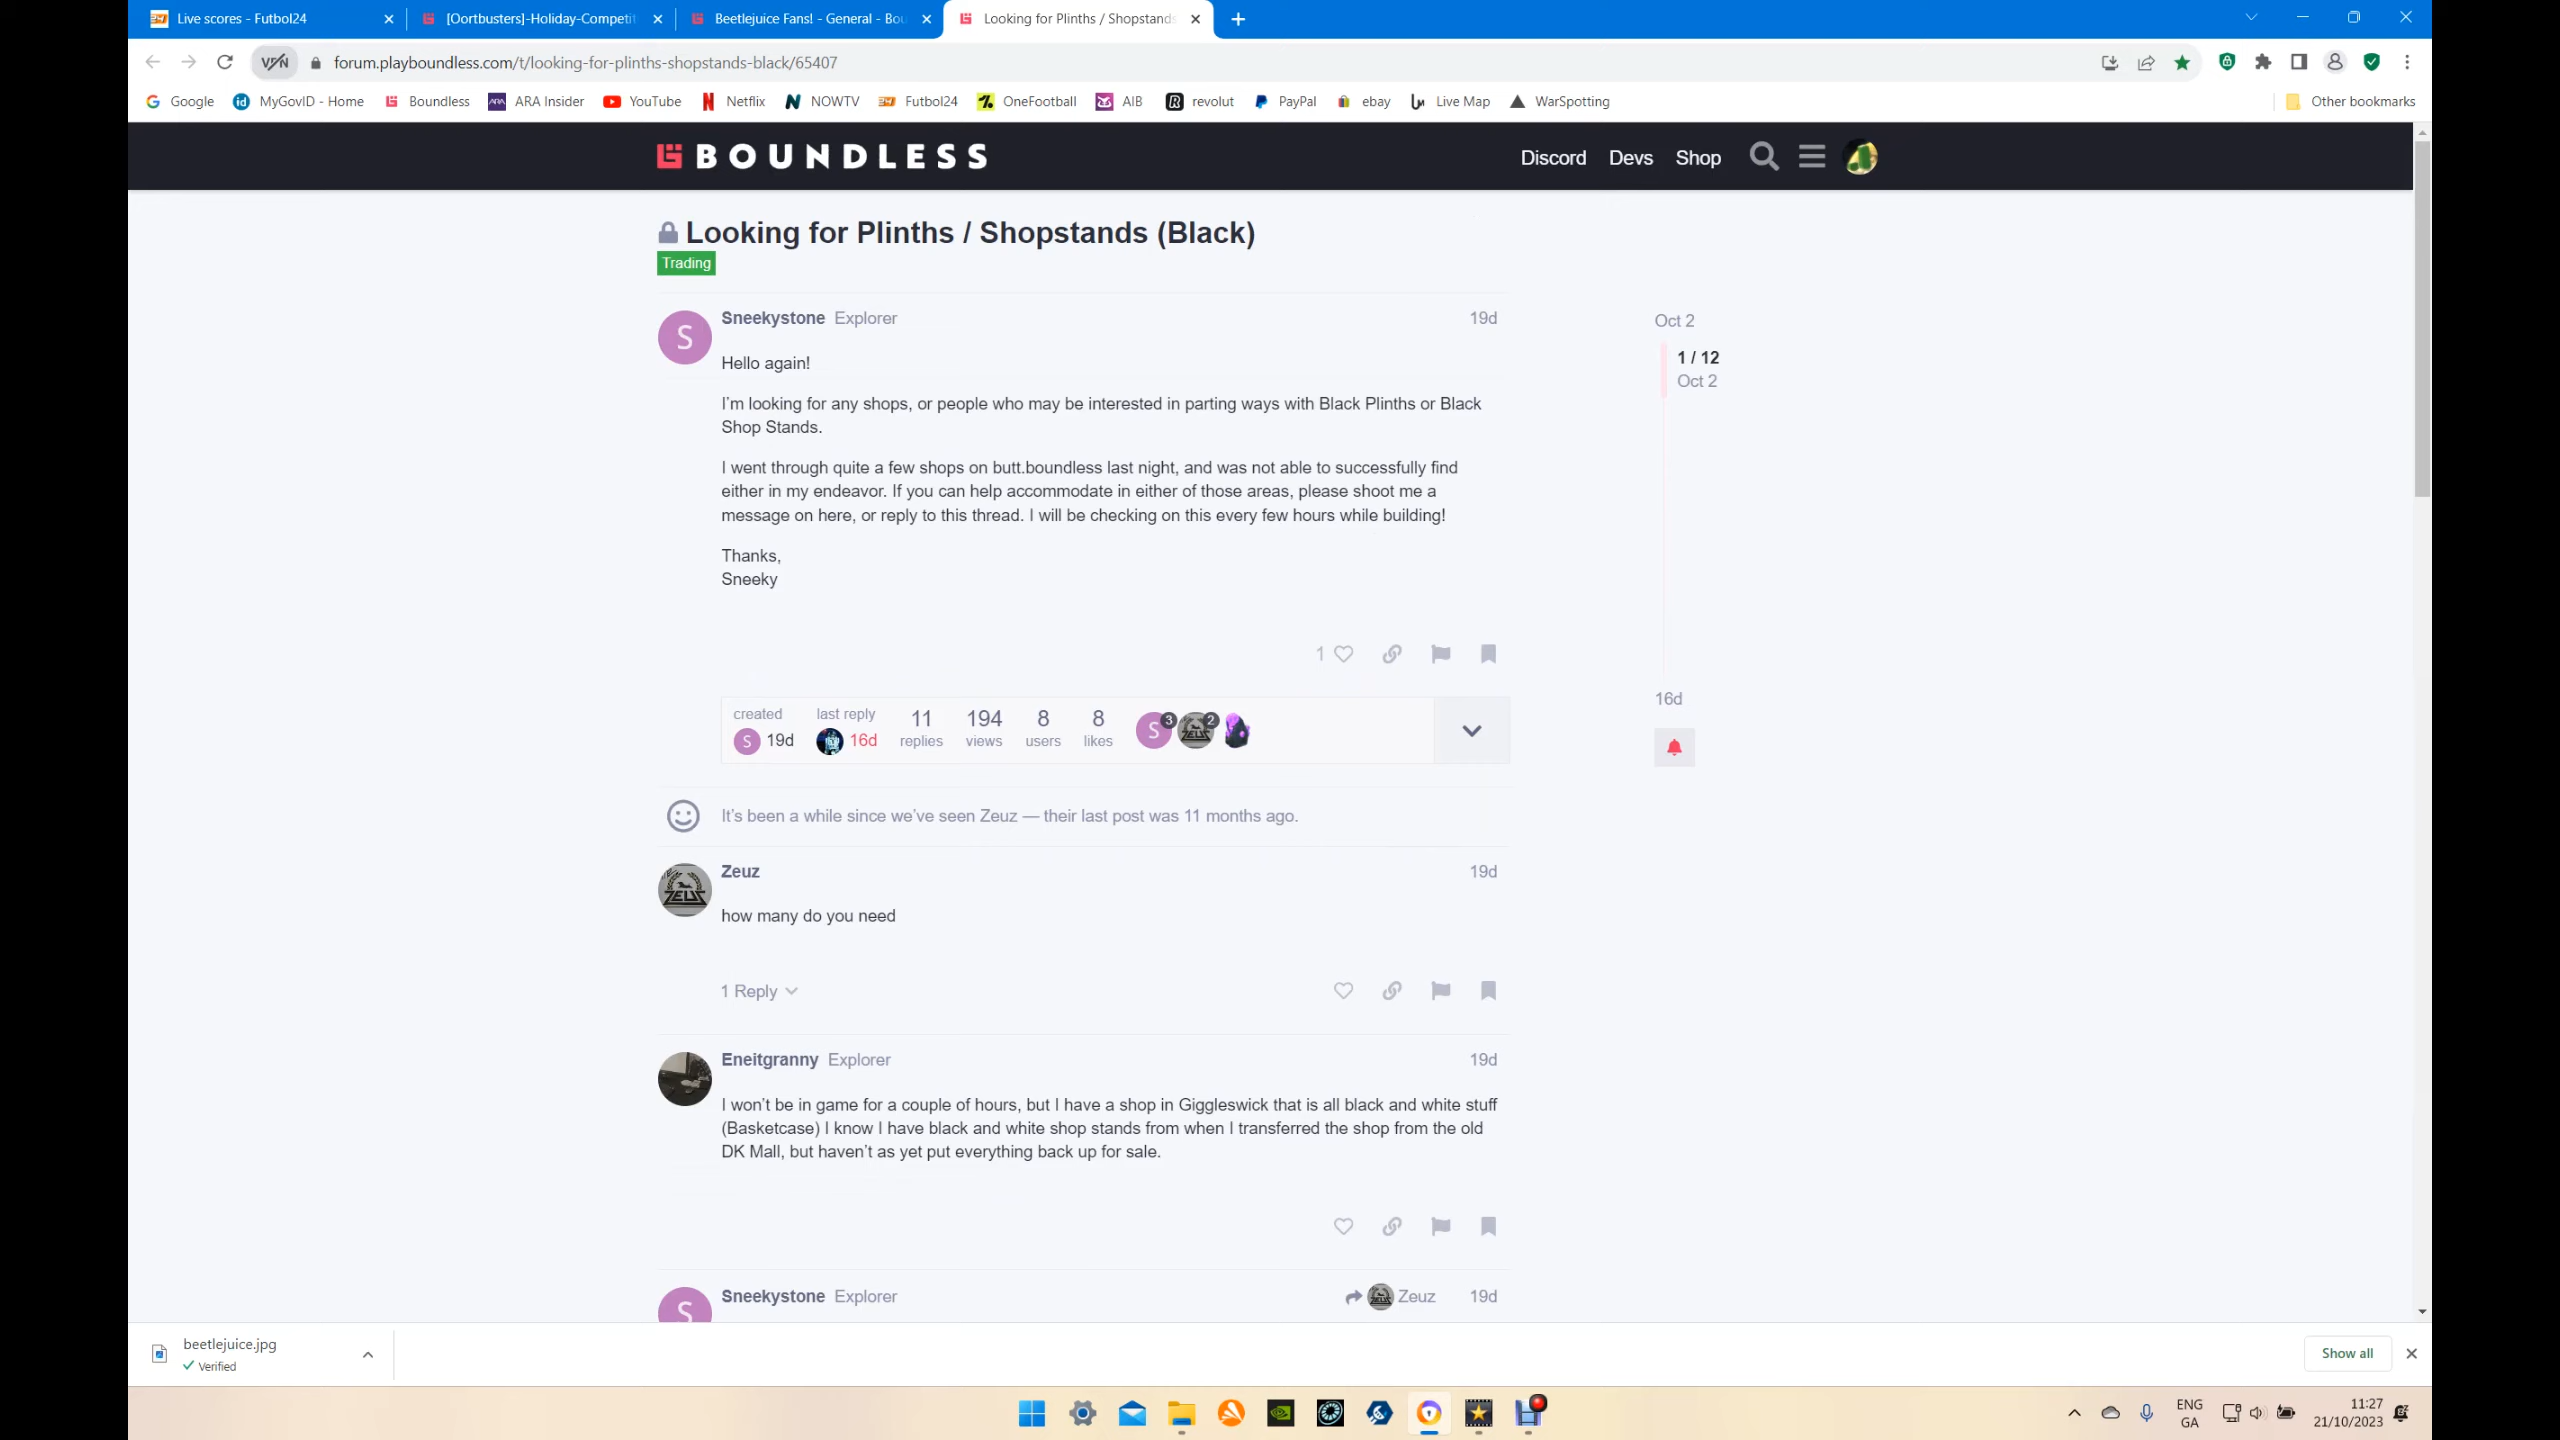 Live scores - Futbol24
[Oortbusters]-Holiday-Competit
Beetlejuice Fans! - General - Bou
Looking for Plinths / Shopstands
VPN
forum.playboundless.com/t/looking-for-plinths-shopstands-black/65407
Google
MyGovID - Home
Boundless
ARA Insider
YouTube
Netflix
NOWTV
Futbol24
OneFootball
AIB
revolut
PayPal
ebay
Live Map
WarSpotting
Other bookmarks
BOUNDLESS
Discord
Devs
Shop
Looking for Plinths / Shopstands (Black)
Trading
Sneekystone Explorer 19d
Hello again!
I'm looking for any shops, or people who may be interested in parting ways with Black Plinths or Black
Shop Stands.
I went through quite a few shops on butt.boundless last night, and was not able to successfully find
either in my endeavor. If you can help accommodate in either of those areas, please shoot me a
message on here, or reply to this thread. I will be checking on this every few hours while building!
Thanks,
Sneeky
Oct 2
1 / 12
Oct 2
16d
1
created
S 19d
last reply
16d
11
replies
194
views
8
users
8
likes
S 3
2
It's been a while since we've seen Zeuz — their last post was 11 months ago.
Zeuz 19d
how many do you need
1 Reply
Eneitgranny Explorer 19d
I won't be in game for a couple of hours, but I have a shop in Giggleswick that is all black and white stuff
(Basketcase) I know I have black and white shop stands from when I transferred the shop from the old
DK Mall, but haven't as yet put everything back up for sale.
Sneekystone Explorer Zeuz 19d
beetlejuice.jpg
Verified
Show all
ENG
GA
11:27
21/10/2023